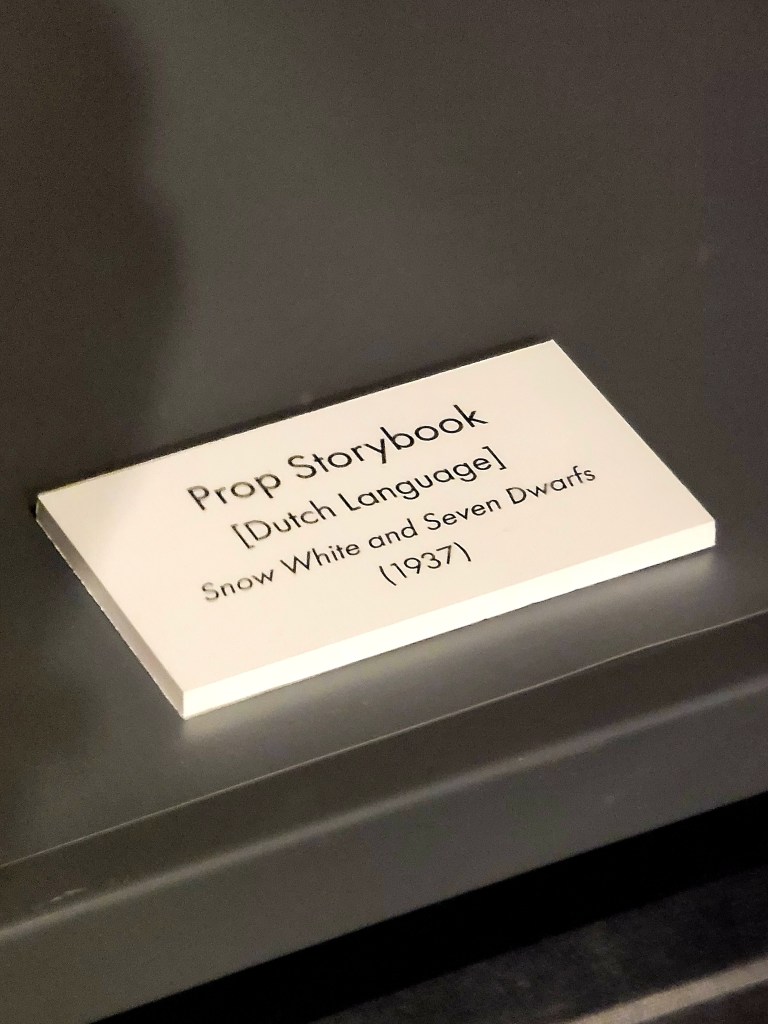 Prop Storybook
[Dutch Language]
Snow White and Seven Dwarfs
(1937)